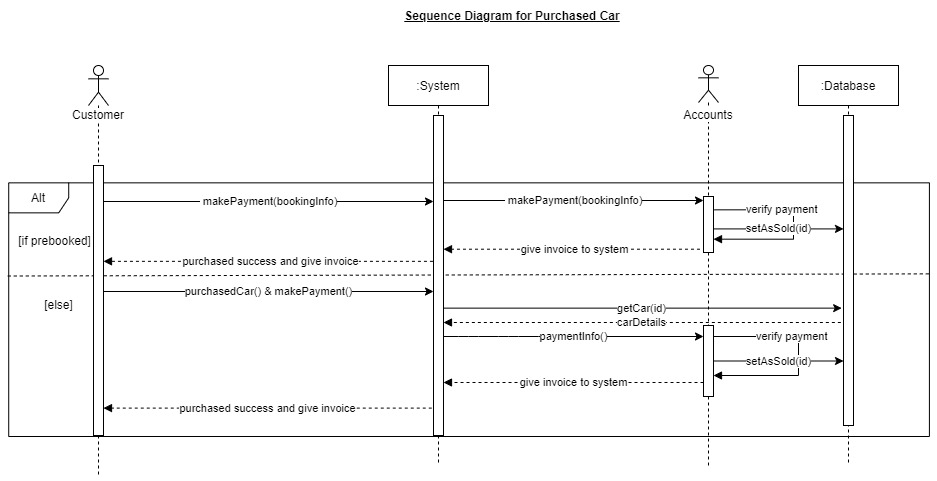 Sequence Diagram for Purchased Car
:System
:Database
Customer
Accounts
Alt
makePayment(bookingInfo)
makePayment(bookingInfo)
verify payment
setAsSold(id)
[if prebooked]
give invoice to system
purchased success and give invoice
purchasedCar() & makePayment()
[else]
getCar(id)
carDetails
paymentInfo()
verify payment
setAsSold(id)
give invoice to system
purchased success and give invoice